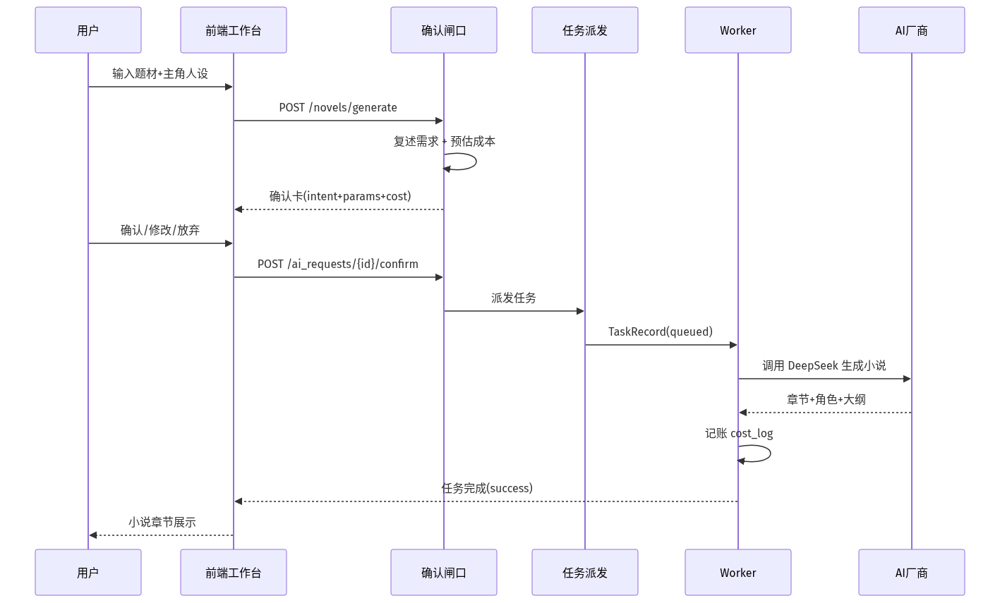 用户
前端工作台
确认闸口
任务派发
Worker
AI厂商
输入题材+主角人设
POST /novels/generate
复述需求 + 预估成本
确认卡(intent+params+cost)
确认/修改/放弃
POST /ai_requests/{id}/confirm
派发任务
TaskRecord(queued)
调用 DeepSeek 生成小说
章节+角色+大纲
记账 cost_log
任务完成(success)
小说章节展示
用户
前端工作台
确认闸口
任务派发
Worker
AI厂商